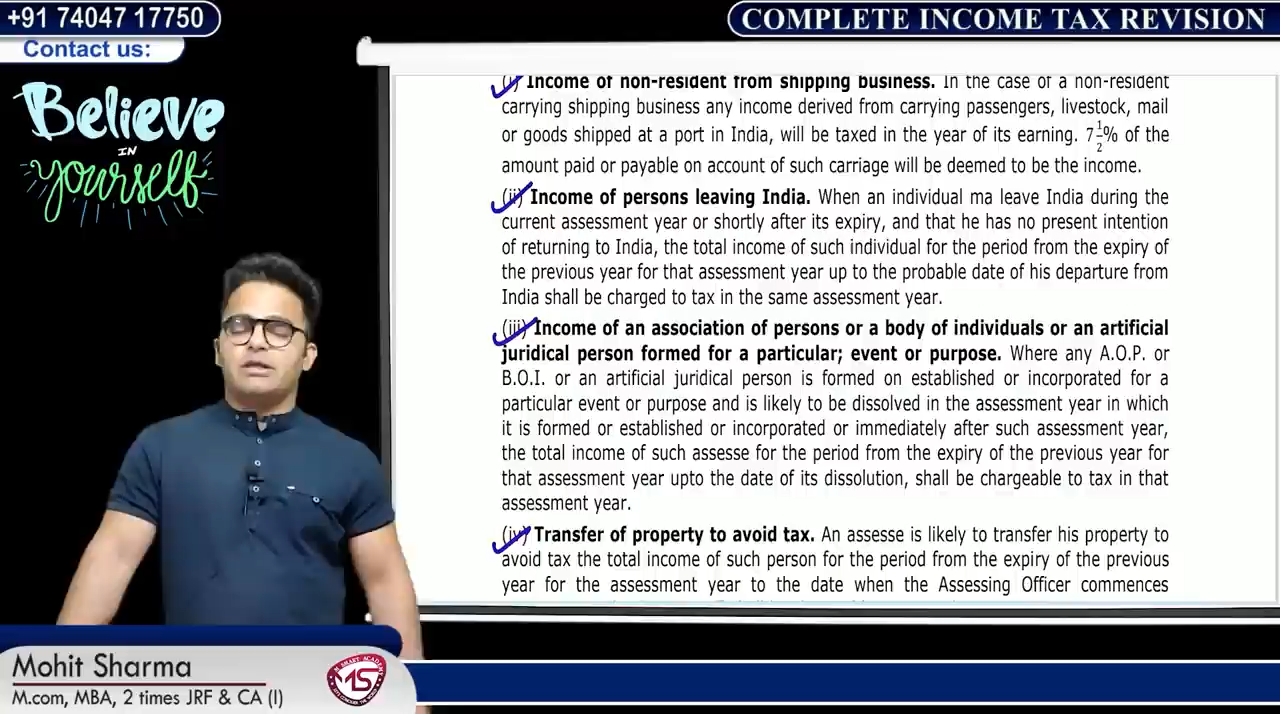 +91 74047 17750
Contact us:
COMPLETE INCOME TAX REVISION
Believe
IN
yourself
(i) Income of non-resident from shipping business. In the case of a non-resident
carrying shipping business any income derived from carrying passengers, livestock, mail
or goods shipped at a port in India, will be taxed in the year of its earning. 7½% of the
amount paid or payable on account of such carriage will be deemed to be the income.
(ii) Income of persons leaving India. When an individual ma leave India during the
current assessment year or shortly after its expiry, and that he has no present intention
of returning to India, the total income of such individual for the period from the expiry of
the previous year for that assessment year up to the probable date of his departure from
India shall be charged to tax in the same assessment year.
(iii) Income of an association of persons or a body of individuals or an artificial
juridical person formed for a particular; event or purpose. Where any A.O.P. or
B.O.I. or an artificial juridical person is formed on established or incorporated for a
particular event or purpose and is likely to be dissolved in the assessment year in which
it is formed or established or incorporated or immediately after such assessment year,
the total income of such assesse for the period from the expiry of the previous year for
that assessment year upto the date of its dissolution, shall be chargeable to tax in that
assessment year.
(iv) Transfer of property to avoid tax. An assesse is likely to transfer his property to
avoid tax the total income of such person for the period from the expiry of the previous
year for the assessment year to the date when the Assessing Officer commences
Mohit Sharma
M.com, MBA, 2 times JRF & CA (I)
MS